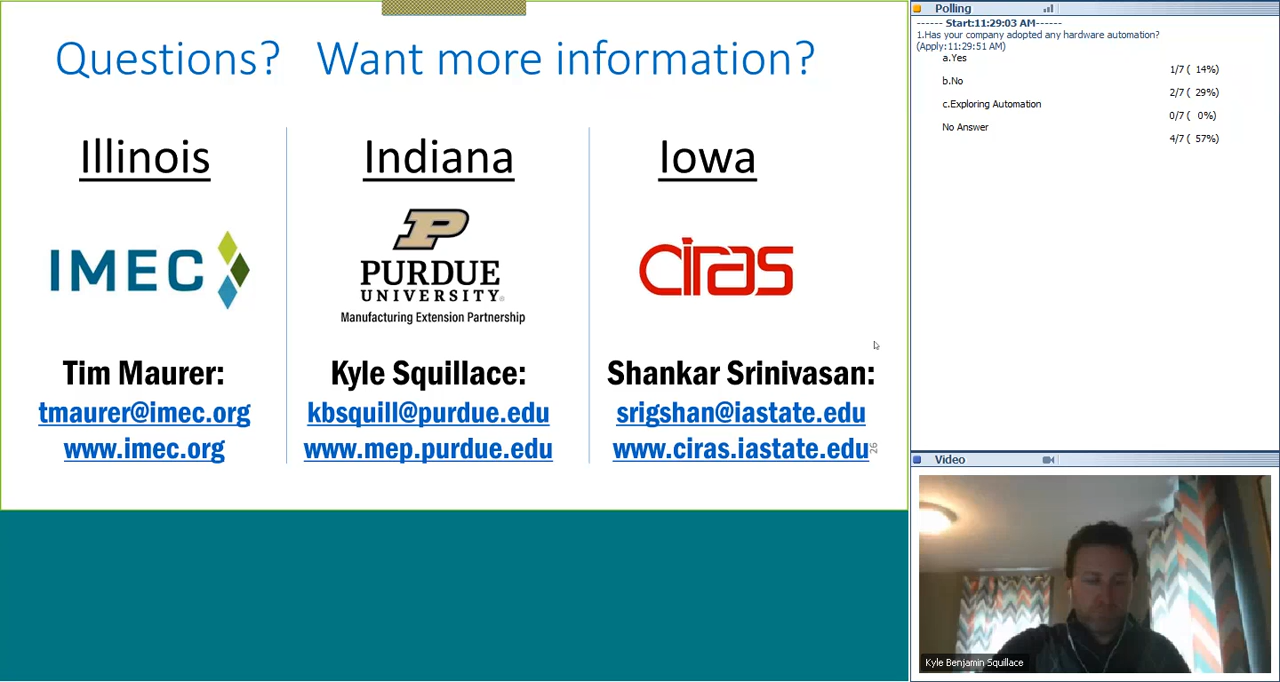 Questions? Want more information?
Illinois
IMEC
Tim Maurer:
tmaurer@imec.org
www.imec.org
Indiana
P
PURDUE
UNIVERSITY®
Manufacturing Extension Partnership
Kyle Squillace:
kbsquill@purdue.edu
www.mep.purdue.edu
Iowa
ciras
Shankar Srinivasan:
srigshan@iastate.edu
www.ciras.iastate.edu
26
Polling
------ Start:11:29:03 AM------
1.Has your company adopted any hardware automation?
(Apply:11:29:51 AM)
a.Yes
1/7 ( 14%)
b.No
2/7 ( 29%)
c.Exploring Automation
0/7 ( 0%)
No Answer
4/7 ( 57%)
Video
Kyle Benjamin Squillace